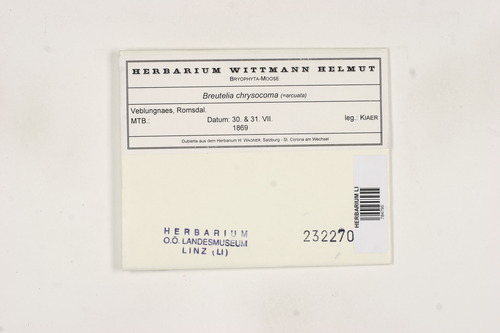 HERBARIUM WITTMANN HELMUT
BRYOPHYTA-MOOSE
Breutelia chrysocoma (=arcuata)
Veblungnaes, Romsdal.
MTB.: Datum: 30. & 31. VII. leg.: KIAER
1869
Dublette aus dem Herbarium H. WAGNER, Salzburg - St. Corona am Wechsel
HERBARIUM
O.Ö. LANDESMUSEUM
LINZ (LI)
232270
HERBARIUM LI